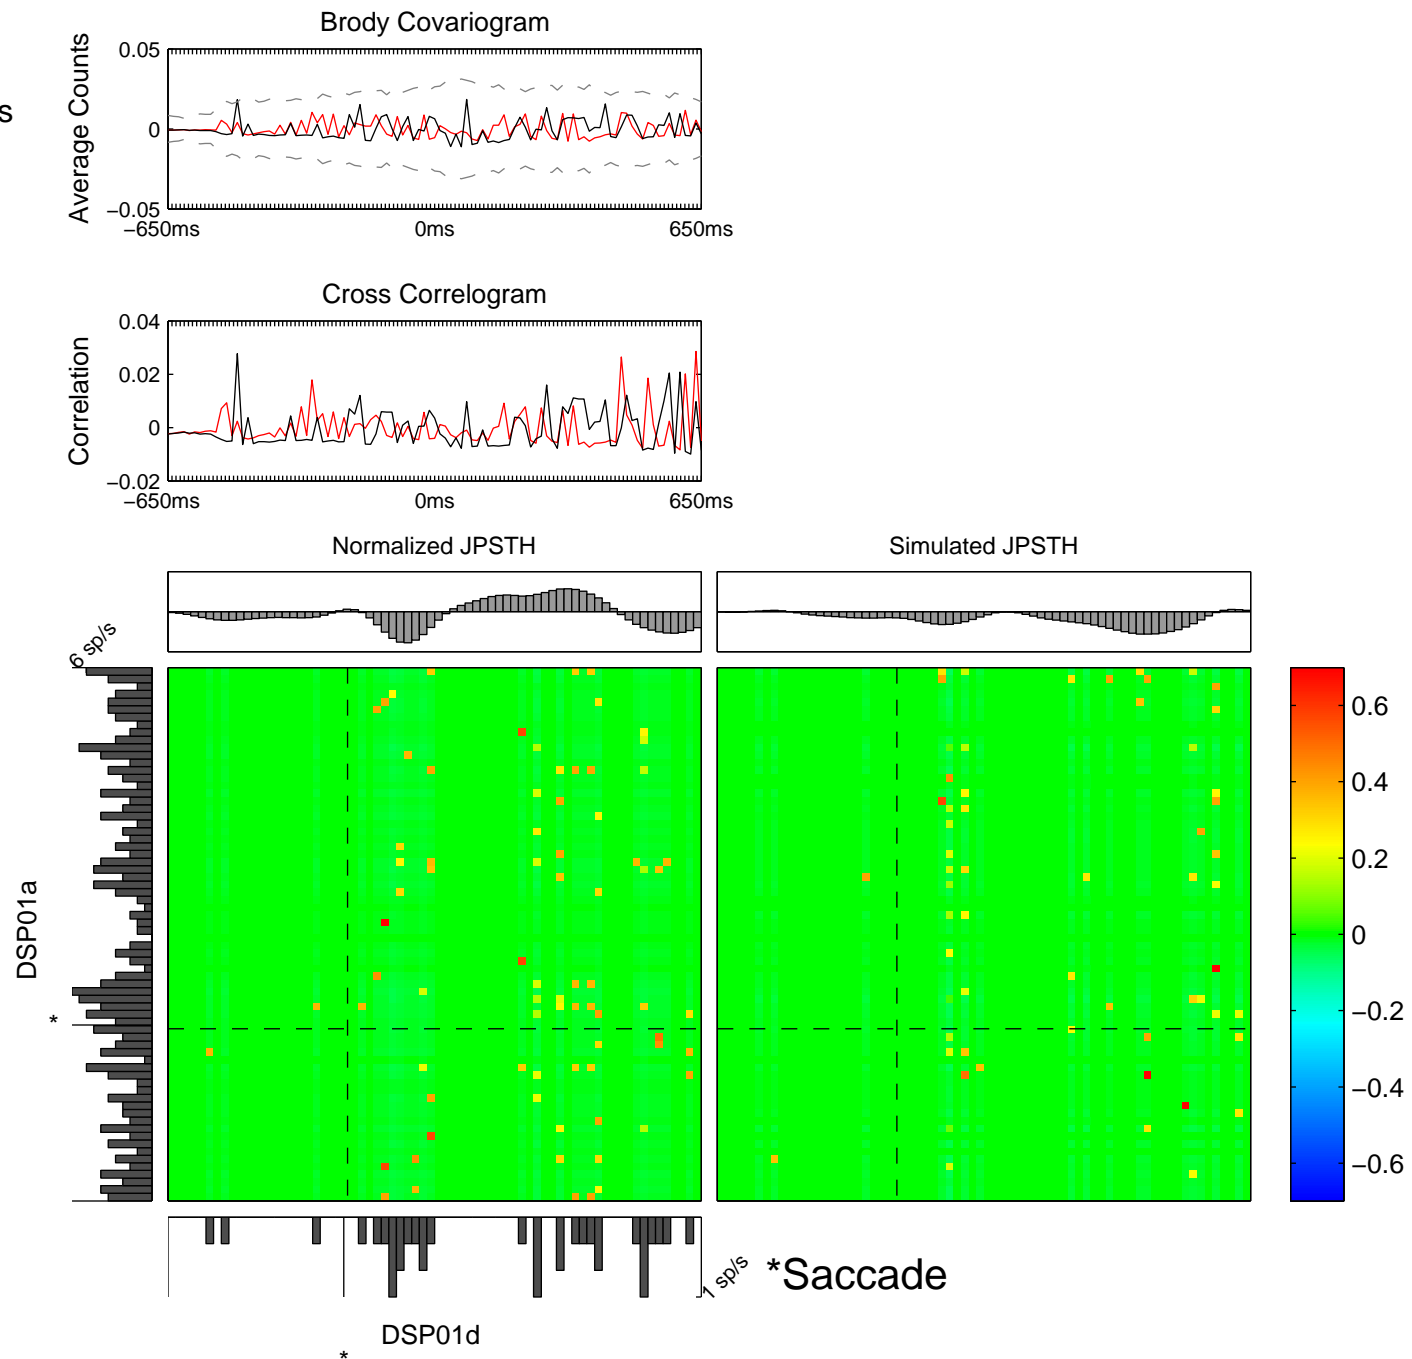 Brody Covariogram
s
Average Counts
0.05
0
−0.05
−650ms
0ms
650ms
Cross Correlogram
Correlation
0.04
0.02
0
−0.02
−650ms
0ms
650ms
Normalized JPSTH
Simulated JPSTH
6 sp/s
DSP01a
*
0.6
0.4
0.2
0
−0.2
−0.4
−0.6
1 sp/s
*Saccade
DSP01d
*